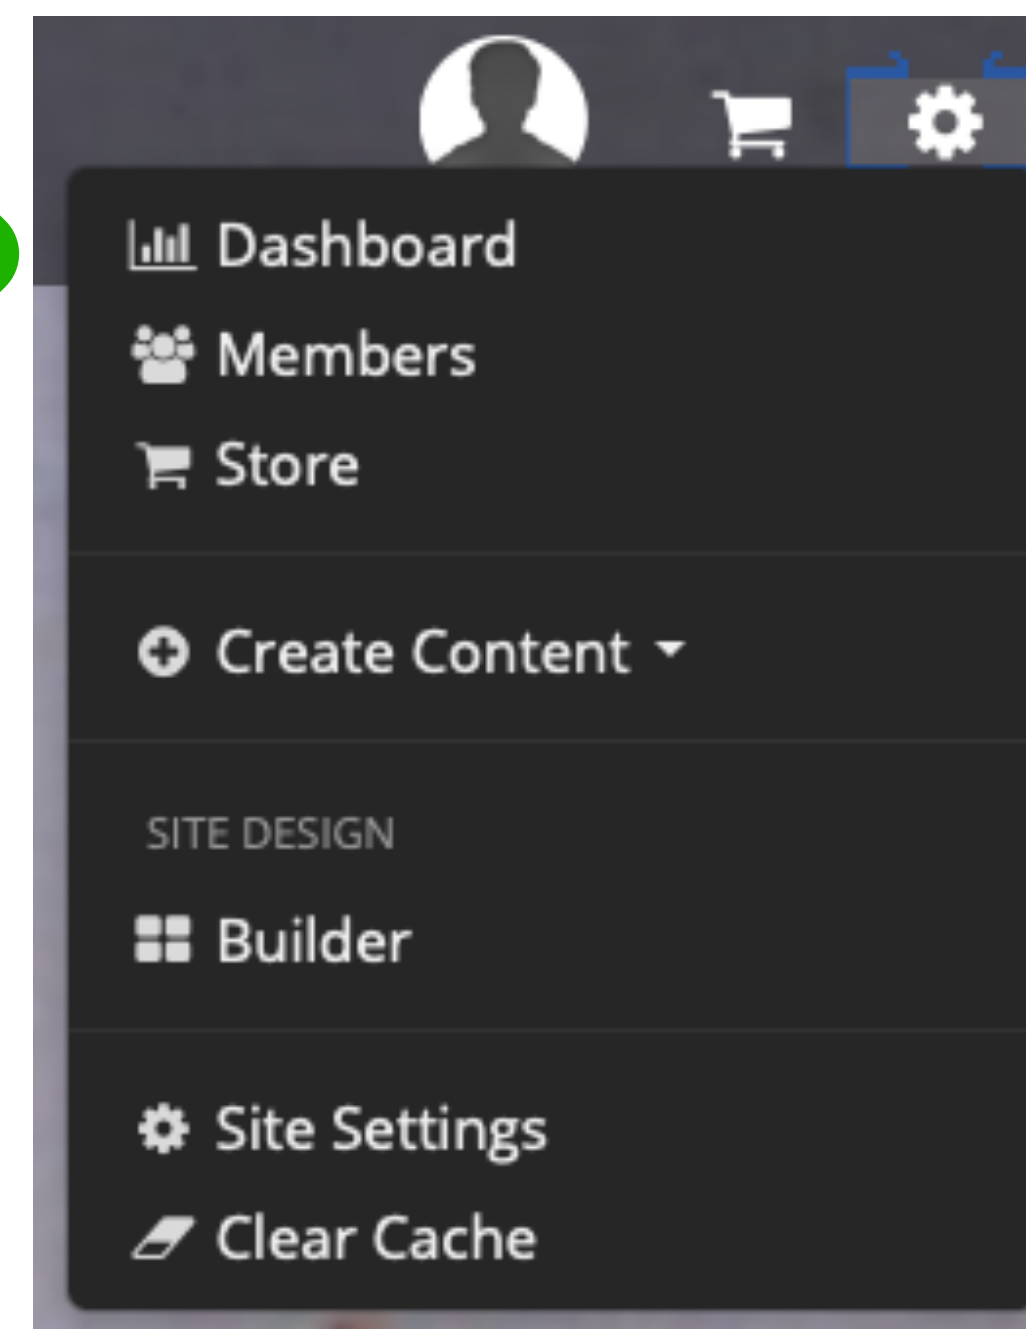 Dashboard
Members
Store
Create Content
SITE DESIGN
Builder
Site Settings
Clear Cache